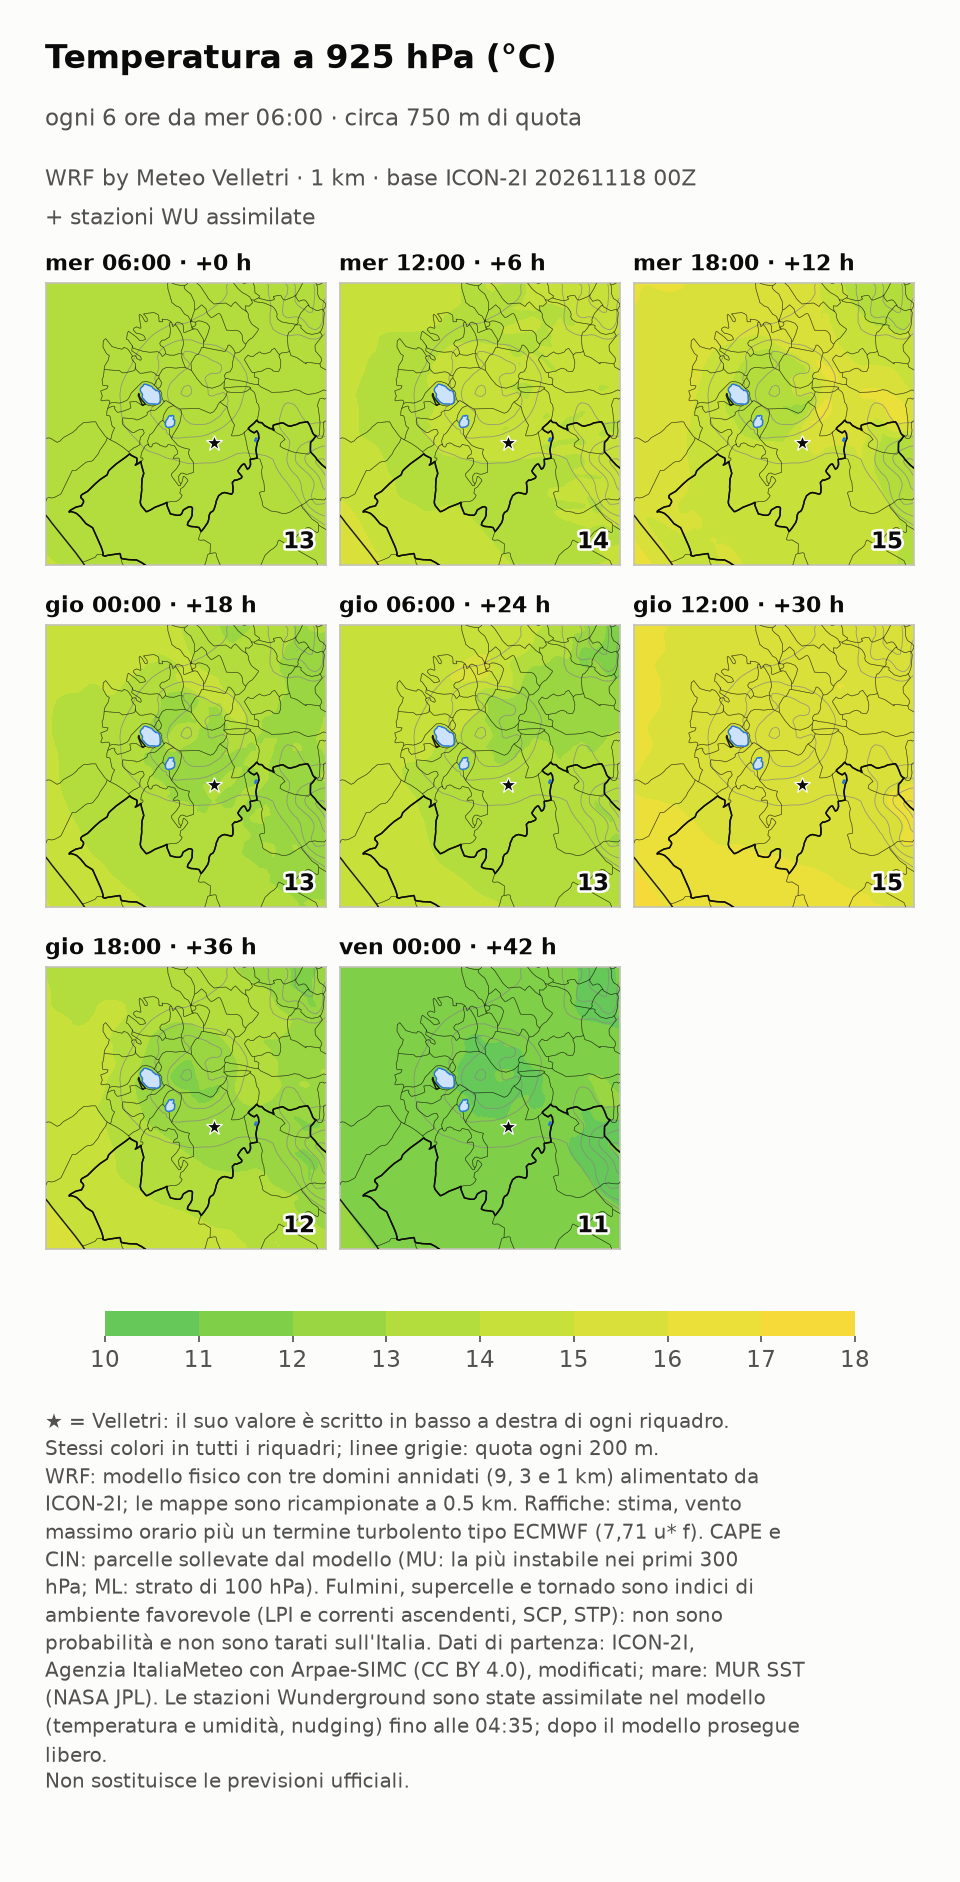 Temperatura a 925 hPa (°C)
ogni 6 ore da mer 06:00 · circa 750 m di quota
WRF by Meteo Velletri · 1 km · base ICON-2I 20261118 00Z
+ stazioni WU assimilate
mer 06:00 · +0 h
mer 12:00 · +6 h
mer 18:00 · +12 h
13
14
15
gio 00:00 · +18 h
gio 06:00 · +24 h
gio 12:00 · +30 h
13
13
15
gio 18:00 · +36 h
ven 00:00 · +42 h
12
11
10 11 12 13 14 15 16 17 18
★ = Velletri: il suo valore è scritto in basso a destra di ogni riquadro.
Stessi colori in tutti i riquadri; linee grigie: quota ogni 200 m.
WRF: modello fisico con tre domini annidati (9, 3 e 1 km) alimentato da
ICON-2I; le mappe sono ricampionate a 0.5 km. Raffiche: stima, vento
massimo orario più un termine turbolento tipo ECMWF (7,71 u* f). CAPE e
CIN: parcelle sollevate dal modello (MU: la più instabile nei primi 300
hPa; ML: strato di 100 hPa). Fulmini, supercelle e tornado sono indici di
ambiente favorevole (LPI e correnti ascendenti, SCP, STP): non sono
probabilità e non sono tarati sull'Italia. Dati di partenza: ICON-2I,
Agenzia ItaliaMeteo con Arpae-SIMC (CC BY 4.0), modificati; mare: MUR SST
(NASA JPL). Le stazioni Wunderground sono state assimilate nel modello
(temperatura e umidità, nudging) fino alle 04:35; dopo il modello prosegue
libero.
Non sostituisce le previsioni ufficiali.